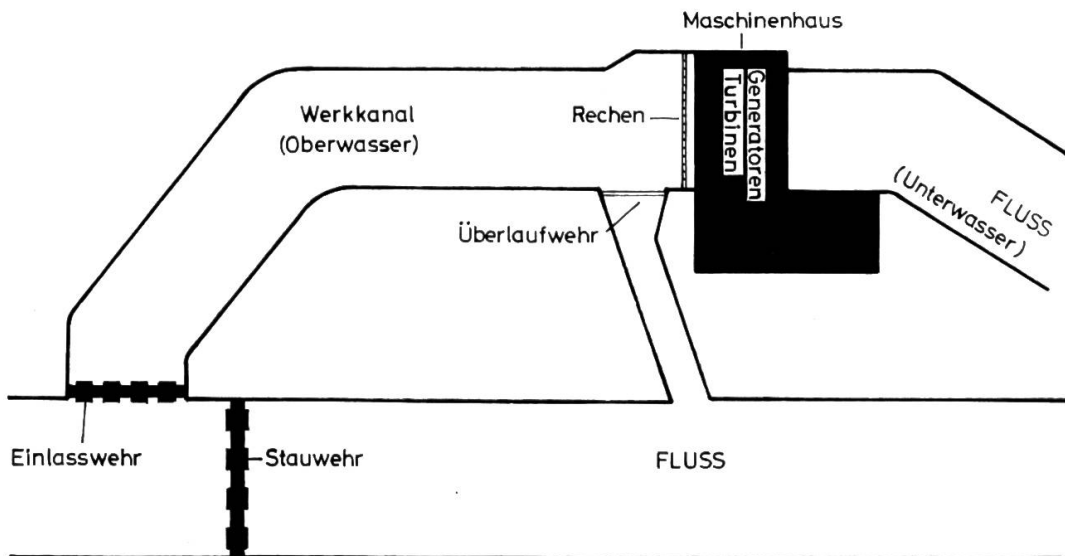 Maschinenhaus
Werkkanal
(Oberwasser)
Rechen
Generatoren
Turbinen
FLUSS
(Unterwasser)
Überlaufwehr
Einlasswehr
Stauwehr
FLUSS